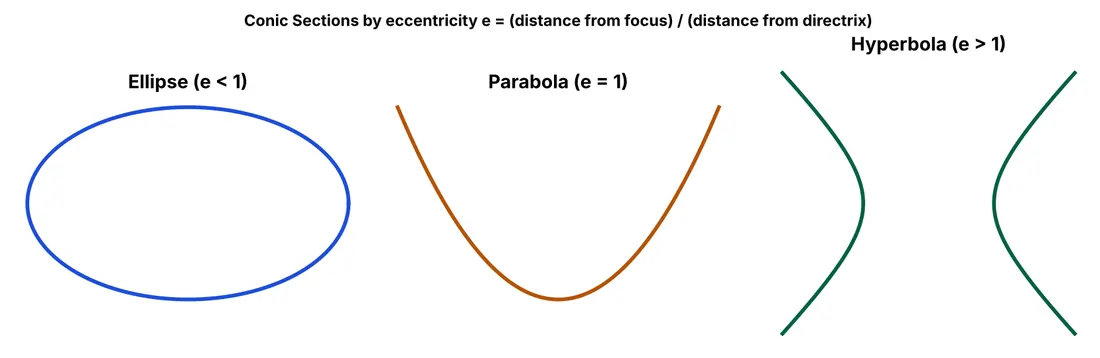 Conic Sections by eccentricity e = (distance from focus) / (distance from directrix)
Ellipse (e < 1)
Parabola (e = 1)
Hyperbola (e > 1)